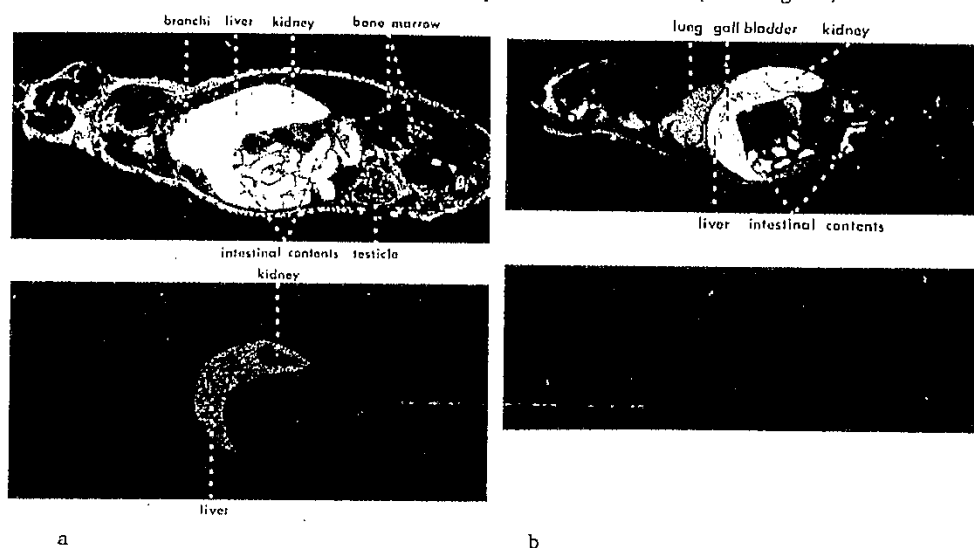 branchi liver kidney bone marrow
lung gall bladder kidney
intestinal contents testicle
liver intestinal contents
kidney
liver
a
b